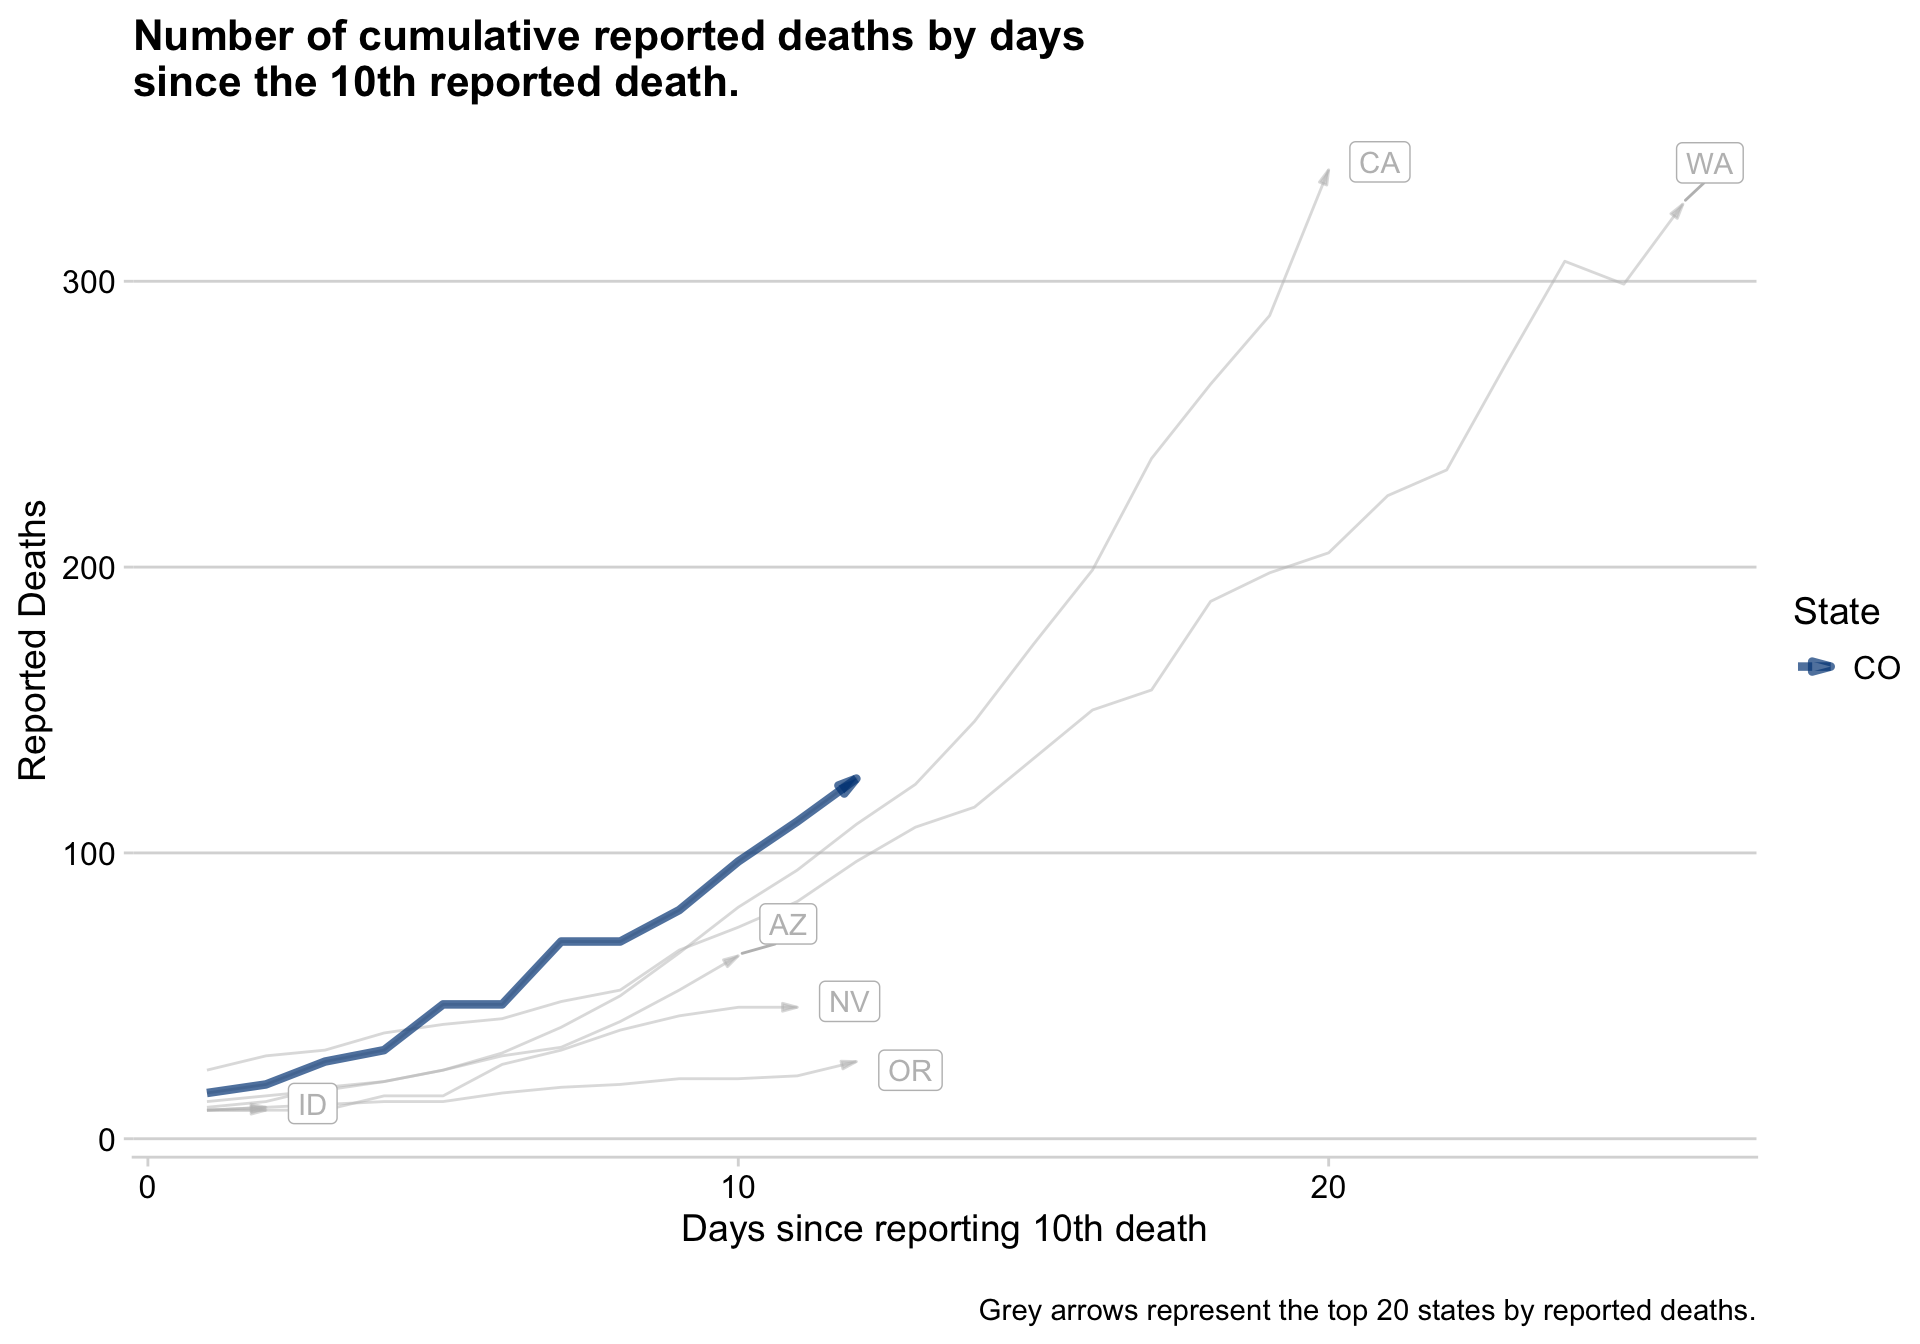 Number of cumulative reported deaths by days
since the 10th reported death.
CA
WA
300
200
100
0
Reported Deaths
AZ
NV
OR
ID
State
CO
0
10
20
Days since reporting 10th death
Grey arrows represent the top 20 states by reported deaths.